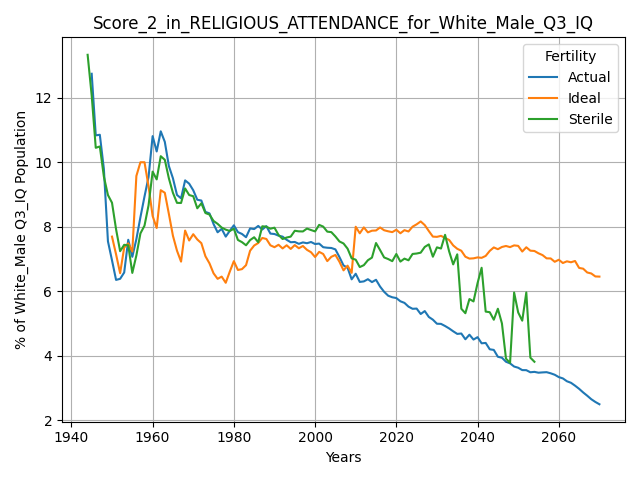 Score_2_in_RELIGIOUS_ATTENDANCE_for_White_Male_Q3_IQ
% of White_Male Q3_IQ Population
12
10
8
6
4
2
Fertility
Actual
Ideal
Sterile
1940 1960 1980 2000 2020 2040 2060
Years